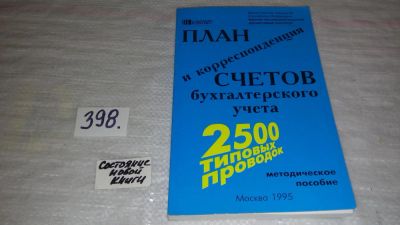 ПЛАН
и корреспонденция
СЧЕТОВ
бухгалтерского
учета
2500
ТИПОВЫХ
ПРОВОДОК
методическое
пособие
Москва 1995
398.
Состояние
новой
книги